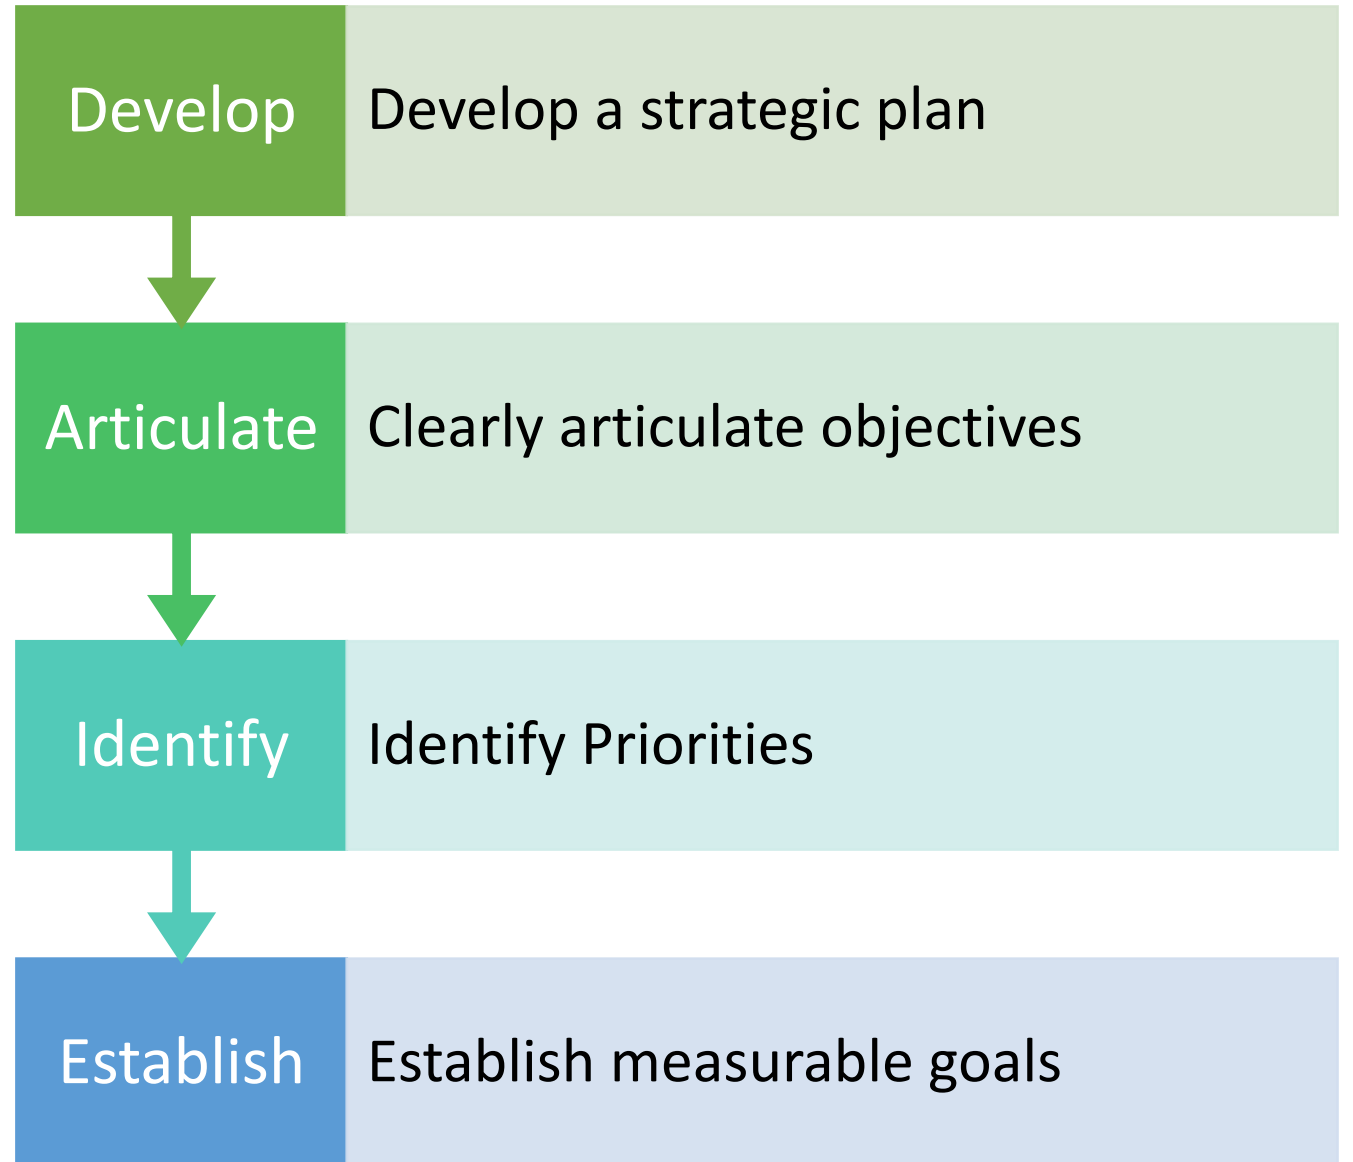 Develop
Develop a strategic plan
Articulate
Clearly articulate objectives
Identify
Identify Priorities
Establish
Establish measurable goals